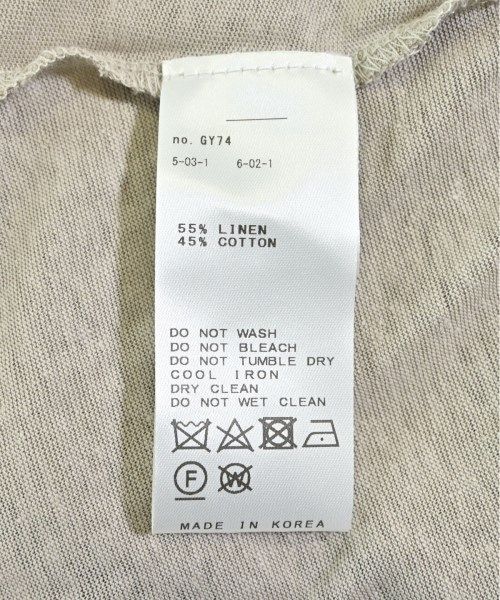 no. GY74
5-03-1 6-02-1
55% LINEN
45% COTTON
DO NOT WASH
DO NOT BLEACH
DO NOT TUMBLE DRY
COOL IRON
DRY CLEAN
DO NOT WET CLEAN
F W
MADE IN KOREA